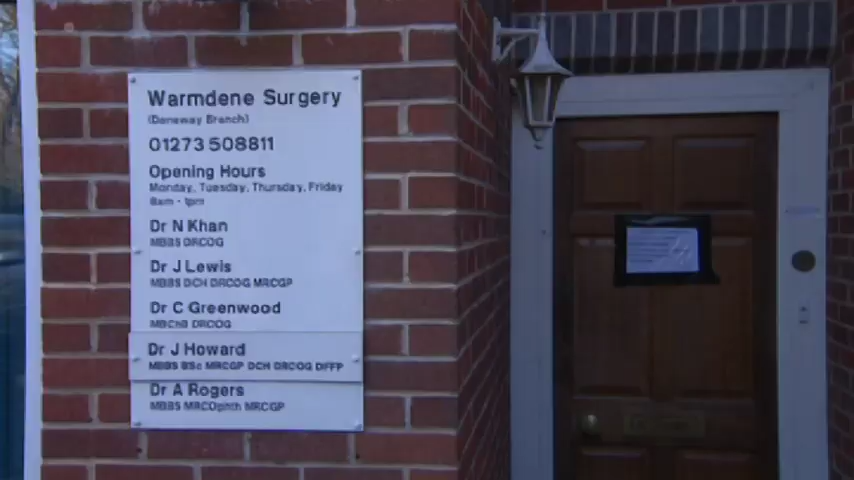 Warmdene Surgery
(Deneway Branch)
01273 508811
Opening Hours
Monday, Tuesday, Thursday, Friday
8am - 1pm
Dr N Khan
MBBS DRCOG
Dr J Lewis
MBBS DCH DRCOG MRCGP
Dr C Greenwood
MBChB DRCOG
Dr J Howard
MBBS BSc MRCGP DCH DRCOG DFFP
Dr A Rogers
MBBS MRCOphth MRCGP